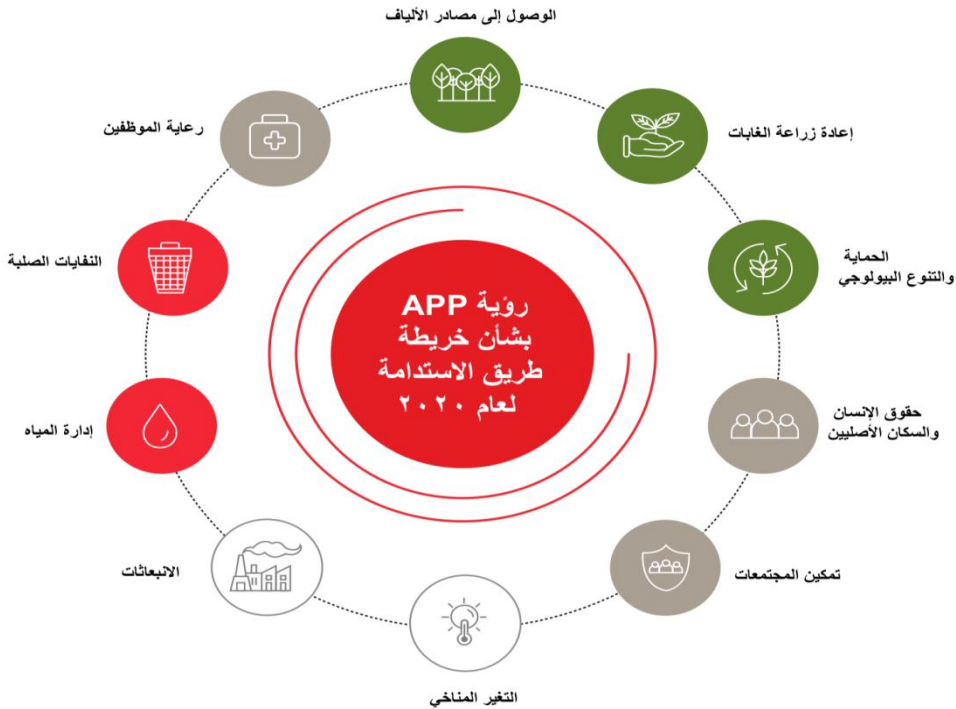 الوصول إلى مصادر الألياف
إعادة زراعة الغابات
الحماية
والتنوع البيولوجي
حقوق الإنسان
والسكان الأصليين
تمكين المجتمعات
التغير المناخي
الانبعاثات
إدارة المياه
النفايات الصلبة
رعاية الموظفين
رؤية APP
بشأن خريطة
طريق الاستدامة
لعام ٢٠٢٠